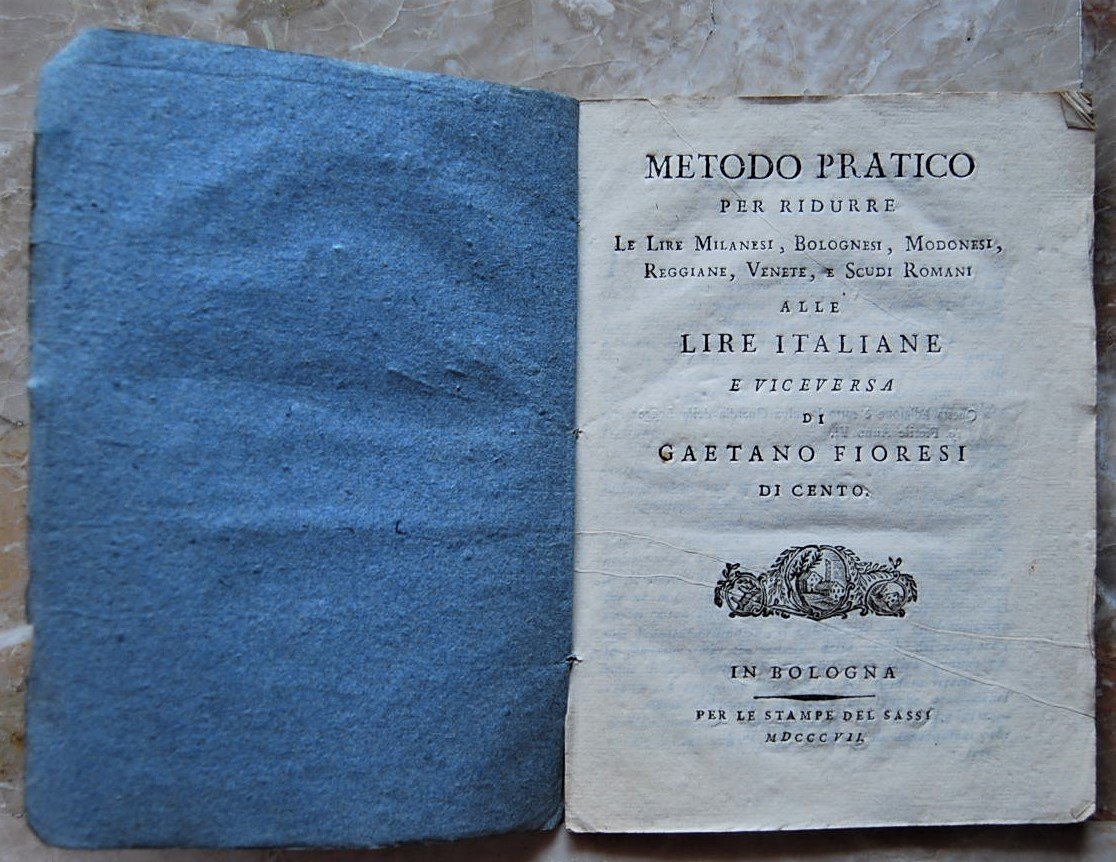 METODO PRATICO
PER RIDURRE
LE LIRE MILANESI, BOLOGNESI, MODONESI,
REGGIANE, VENETE, E SCUDI ROMANI
ALLE
LIRE ITALIANE
E VICEVERSA
DI
GAETANO FIORESI
DI CENTO.
IN BOLOGNA
PER LE STAMPE DEL SASSI
MDCCCVII.